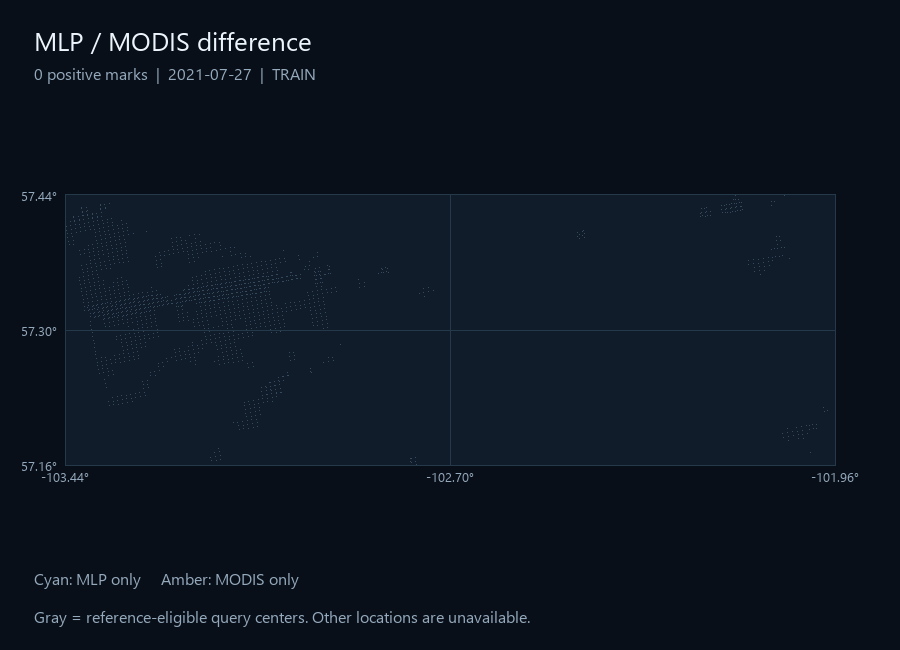 MLP / MODIS difference
0 positive marks | 2021-07-27 | TRAIN
57.44°
57.30°
57.16°
-103.44°
-102.70°
-101.96°
Cyan: MLP only Amber: MODIS only
Gray = reference-eligible query centers. Other locations are unavailable.